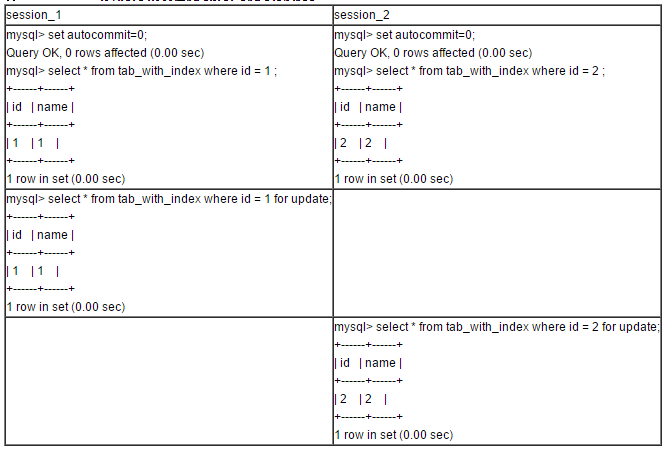 session_1
session_2
mysql> set autocommit=0;
Query OK, 0 rows affected (0.00 sec)
mysql> select * from tab_with_index where id = 1 ;
+------+------+
| id | name |
+------+------+
| 1 | 1 |
+------+------+
1 row in set (0.00 sec)
mysql> set autocommit=0;
Query OK, 0 rows affected (0.00 sec)
mysql> select * from tab_with_index where id = 2 ;
+------+------+
| id | name |
+------+------+
| 2 | 2 |
+------+------+
1 row in set (0.00 sec)
mysql> select * from tab_with_index where id = 1 for update;
+------+------+
| id | name |
+------+------+
| 1 | 1 |
+------+------+
1 row in set (0.00 sec)
mysql> select * from tab_with_index where id = 2 for update;
+------+------+
| id | name |
+------+------+
| 2 | 2 |
+------+------+
1 row in set (0.00 sec)